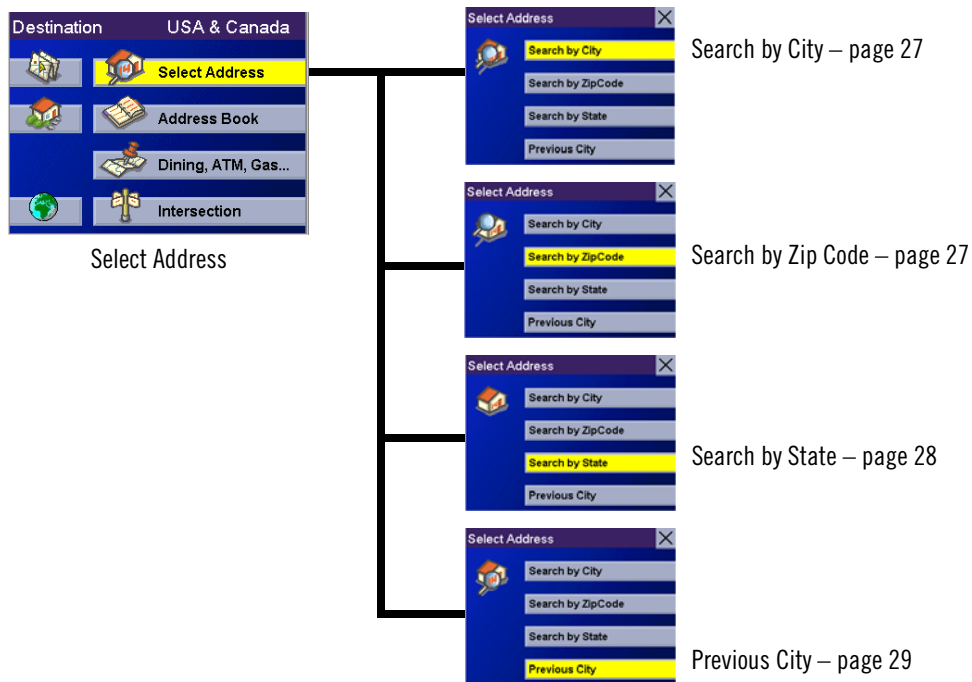 Destination USA & Canada
Select Address
Address Book
Dining, ATM, Gas...
Intersection
Select Address
Select Address
Search by City
Search by ZipCode
Search by State
Previous City
Search by City – page 27
Select Address
Search by City
Search by ZipCode
Search by State
Previous City
Search by Zip Code – page 27
Select Address
Search by City
Search by ZipCode
Search by State
Previous City
Search by State – page 28
Select Address
Search by City
Search by ZipCode
Search by State
Previous City
Previous City – page 29